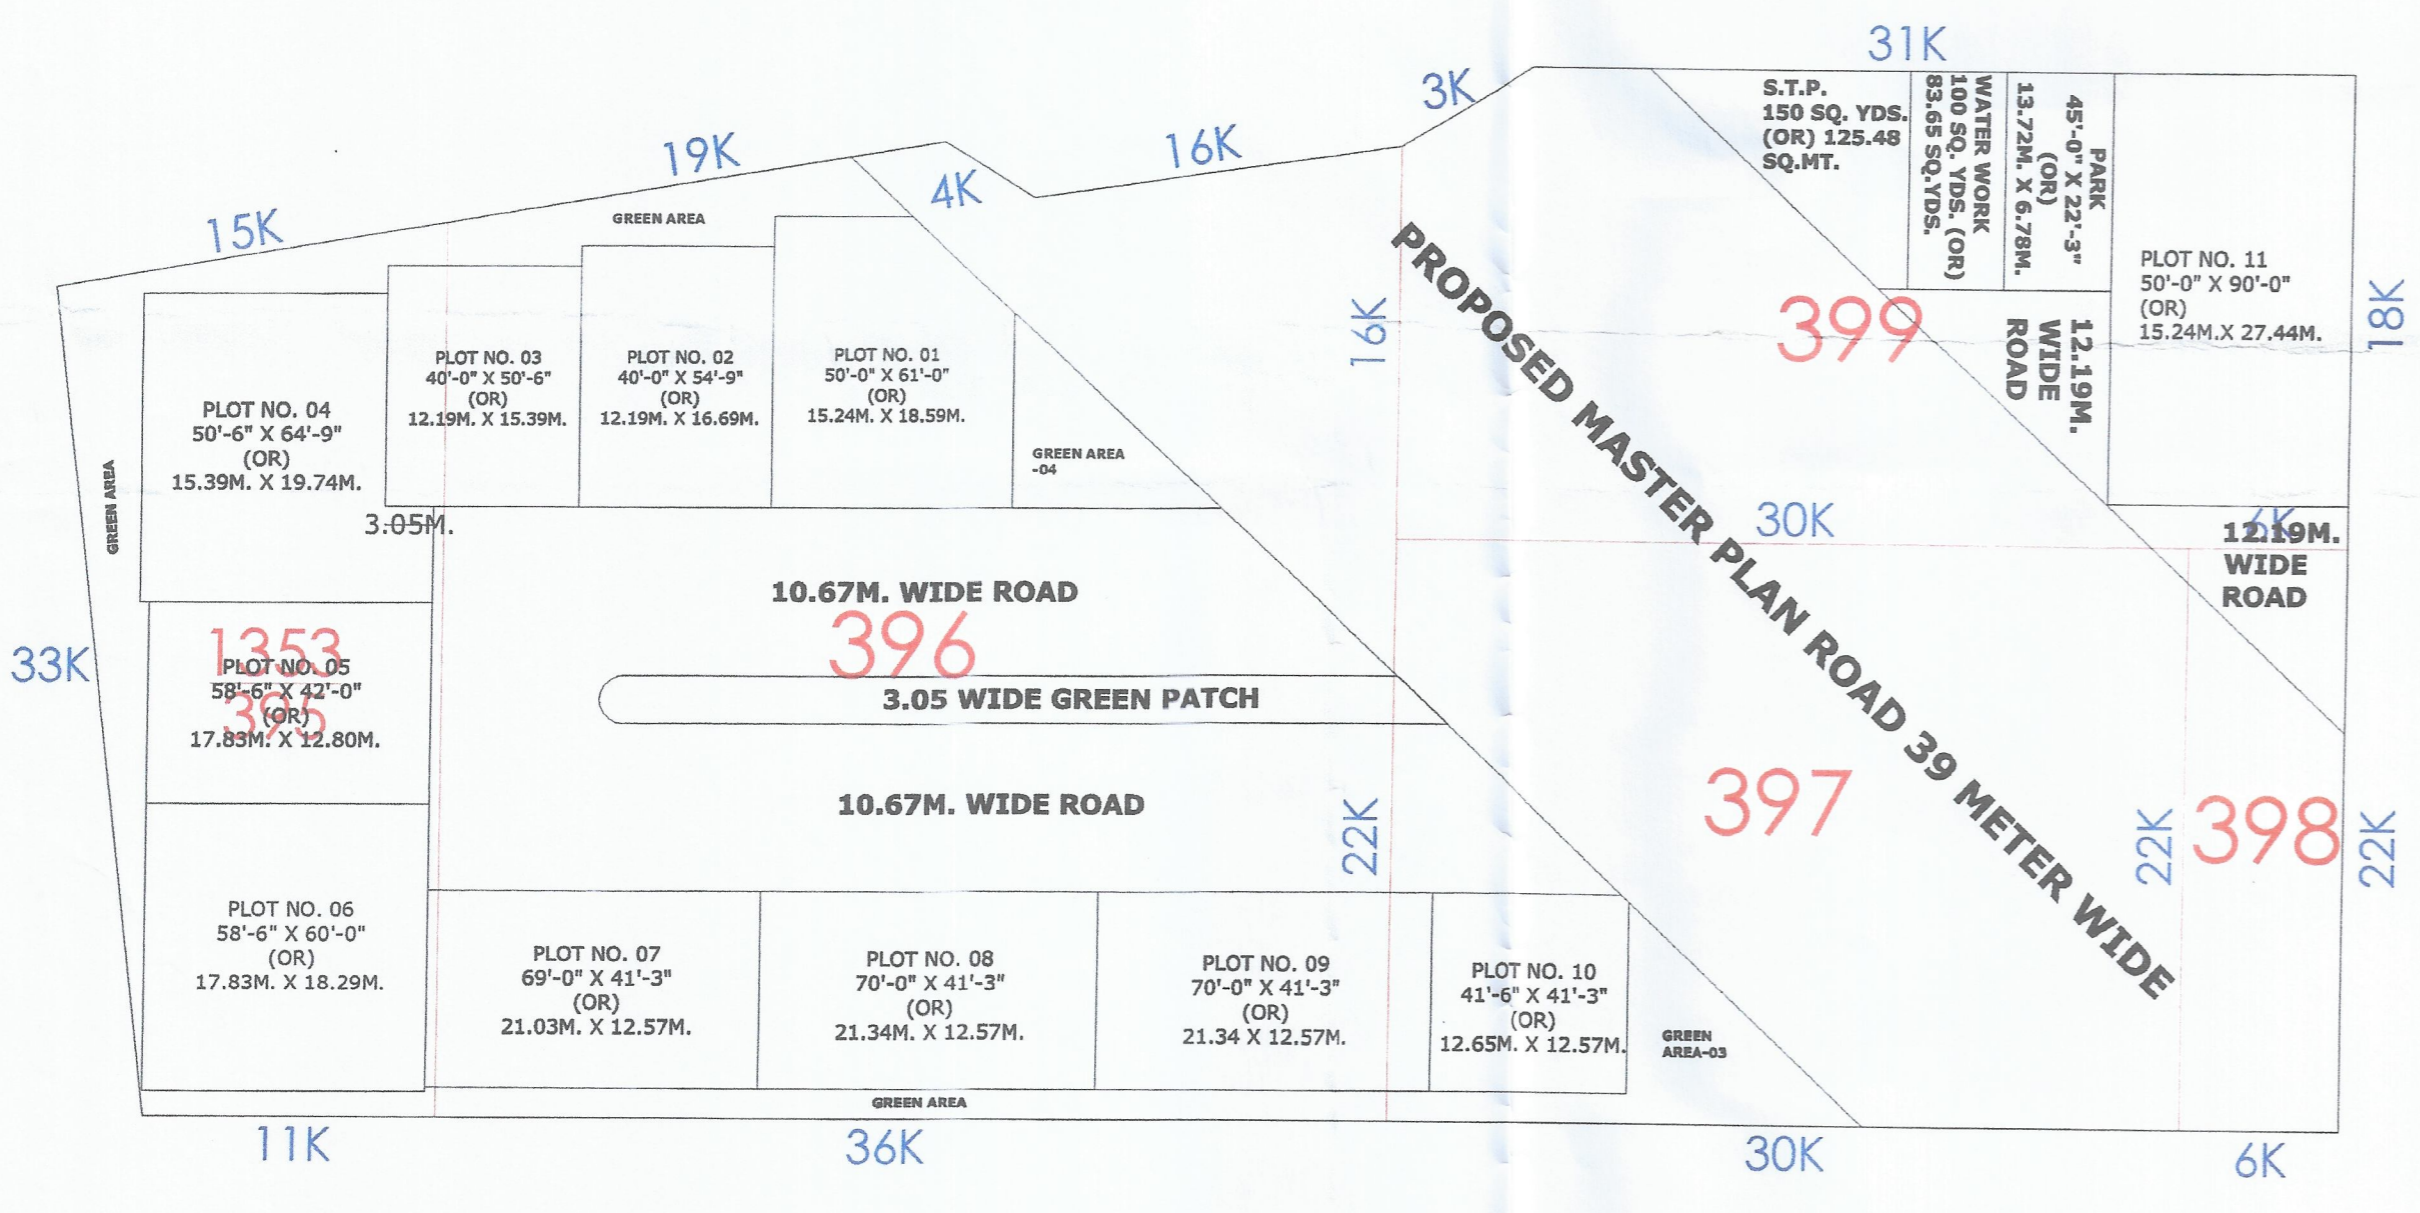 31K
3K
19K
16K
4K
15K
S.T.P.
150 SQ. YDS.
(OR) 125.48
SQ.MT.
WATER WORK
100 SQ. YDS. (OR)
83.65 SQ.YDS.
PARK
45'-0" X 22'-3"
(OR)
13.72M. X 6.78M.
PLOT NO. 11
50'-0" X 90'-0"
(OR)
15.24M.X 27.44M.
18K
GREEN AREA
PLOT NO. 04
50'-6" X 64'-9"
(OR)
15.39M. X 19.74M.
PLOT NO. 03
40'-0" X 50'-6"
(OR)
12.19M. X 15.39M.
PLOT NO. 02
40'-0" X 54'-9"
(OR)
12.19M. X 16.69M.
PLOT NO. 01
50'-0" X 61'-0"
(OR)
15.24M. X 18.59M.
GREEN AREA
-04
16K
399
12.19M.
WIDE
ROAD
PROPOSED MASTER PLAN ROAD 39 METER WIDE
30K
6K
12.19M.
WIDE
ROAD
GREEN AREA
3.05M.
10.67M. WIDE ROAD
396
33K
1353
395
PLOT NO. 05
58'-6" X 42'-0"
(OR)
17.83M. X 12.80M.
3.05 WIDE GREEN PATCH
10.67M. WIDE ROAD
22K
397
22K
398
22K
PLOT NO. 06
58'-6" X 60'-0"
(OR)
17.83M. X 18.29M.
PLOT NO. 07
69'-0" X 41'-3"
(OR)
21.03M. X 12.57M.
PLOT NO. 08
70'-0" X 41'-3"
(OR)
21.34M. X 12.57M.
PLOT NO. 09
70'-0" X 41'-3"
(OR)
21.34 X 12.57M.
PLOT NO. 10
41'-6" X 41'-3"
(OR)
12.65M. X 12.57M.
GREEN
AREA-03
GREEN AREA
11K
36K
30K
6K